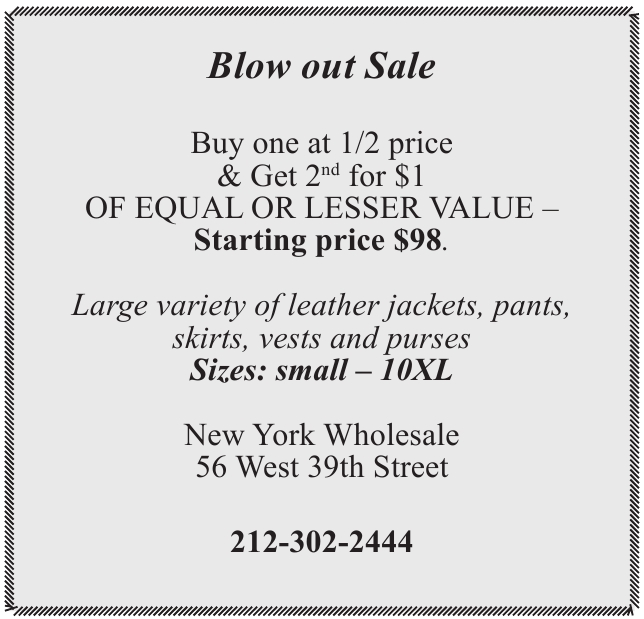 Blow out Sale
Buy one at 1/2 price
& Get 2nd for $1
OF EQUAL OR LESSER VALUE –
Starting price $98.
Large variety of leather jackets, pants,
skirts, vests and purses
Sizes: small – 10XL
New York Wholesale
56 West 39th Street
212-302-2444